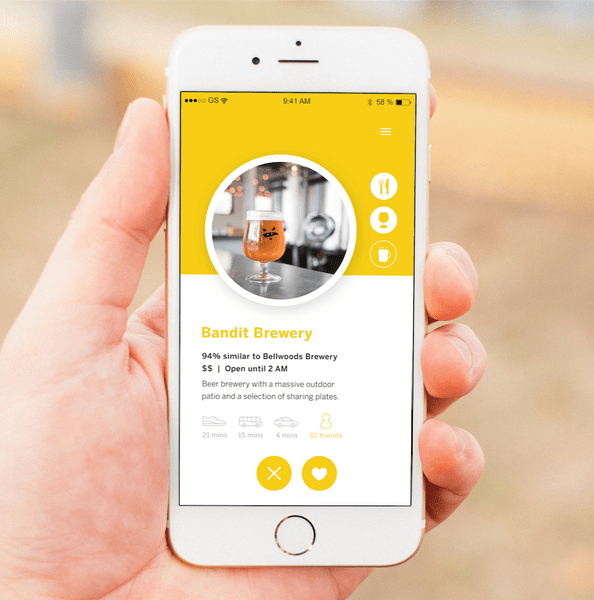 GS 9:41 AM 58 %
Bandit Brewery
94% similar to Bellwoods Brewery
$$ | Open until 2 AM
Beer brewery with a massive outdoor
patio and a selection of sharing plates.
21 mins 15 mins 4 mins 32 friends